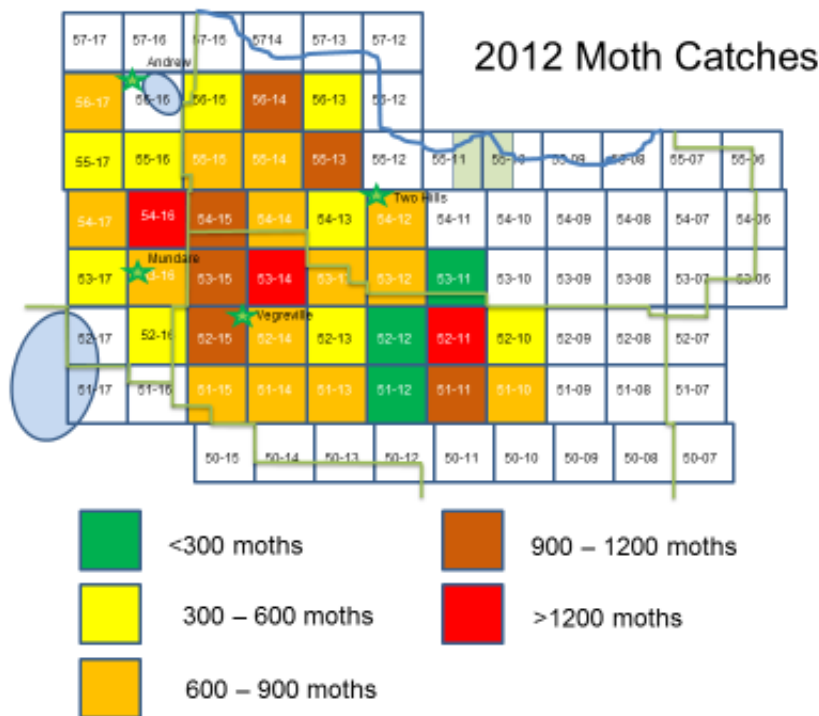 57-17 57-16 57-15 5714 57-13 57-12
2012 Moth Catches
Andrew
56-17 56-16 56-15 56-14 56-13 56-12
55-17 55-16 55-15 55-14 55-13 55-12 55-11 55-10 55-09 55-08 55-07 55-06
Two Hills
54-17 54-16 54-15 54-14 54-13 54-12 54-11 54-10 54-09 54-08 54-07 54-06
Mundare
53-17 53-16 53-15 53-14 53-13 53-12 53-11 53-10 53-09 53-08 53-07 53-06
Vegreville
52-17 52-16 52-15 52-14 52-13 52-12 52-11 52-10 52-09 52-08 52-07
51-17 51-16 51-15 51-14 51-13 51-12 51-11 51-10 51-09 51-08 51-07
50-15 50-14 50-13 50-12 50-11 50-10 50-09 50-08 50-07
<300 moths
900 – 1200 moths
300 – 600 moths
>1200 moths
600 – 900 moths